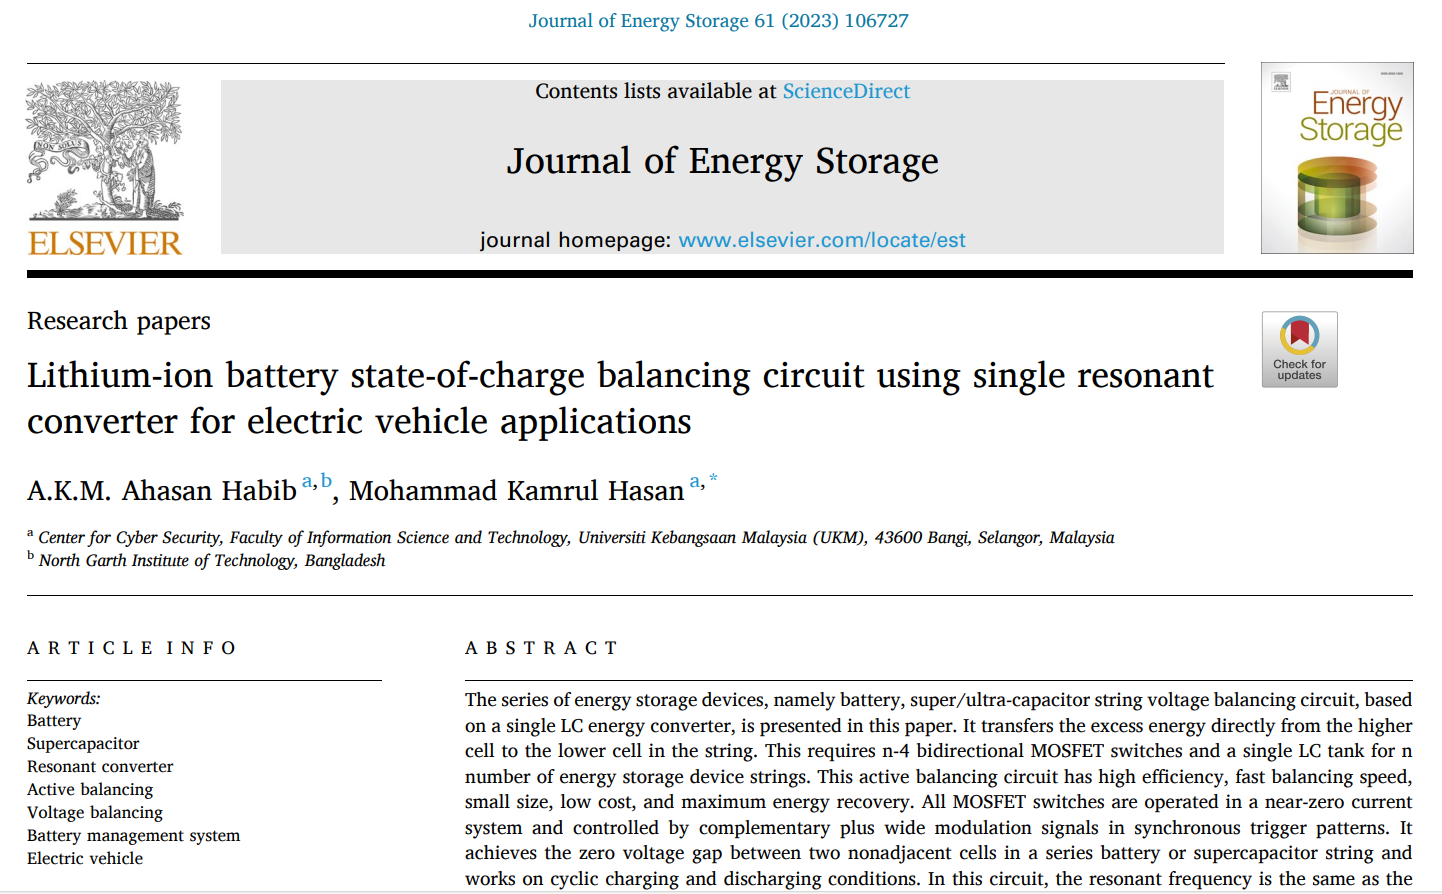 Journal of Energy Storage 61 (2023) 106727
Contents lists available at ScienceDirect
Journal of Energy Storage
journal homepage: www.elsevier.com/locate/est
NON SOLUS
ELSEVIER
JOURNAL OF
Energy
Storage
Research papers
Check for
updates
Lithium-ion battery state-of-charge balancing circuit using single resonant
converter for electric vehicle applications
A.K.M. Ahasan Habib a,b, Mohammad Kamrul Hasan a,*
a Center for Cyber Security, Faculty of Information Science and Technology, Universiti Kebangsaan Malaysia (UKM), 43600 Bangi, Selangor, Malaysia
b North Garth Institute of Technology, Bangladesh
ARTICLE INFO
Keywords:
Battery
Supercapacitor
Resonant converter
Active balancing
Voltage balancing
Battery management system
Electric vehicle
ABSTRACT
The series of energy storage devices, namely battery, super/ultra-capacitor string voltage balancing circuit, based
on a single LC energy converter, is presented in this paper. It transfers the excess energy directly from the higher
cell to the lower cell in the string. This requires n-4 bidirectional MOSFET switches and a single LC tank for n
number of energy storage device strings. This active balancing circuit has high efficiency, fast balancing speed,
small size, low cost, and maximum energy recovery. All MOSFET switches are operated in a near-zero current
system and controlled by complementary plus wide modulation signals in synchronous trigger patterns. It
achieves the zero voltage gap between two nonadjacent cells in a series battery or supercapacitor string and
works on cyclic charging and discharging conditions. In this circuit, the resonant frequency is the same as the